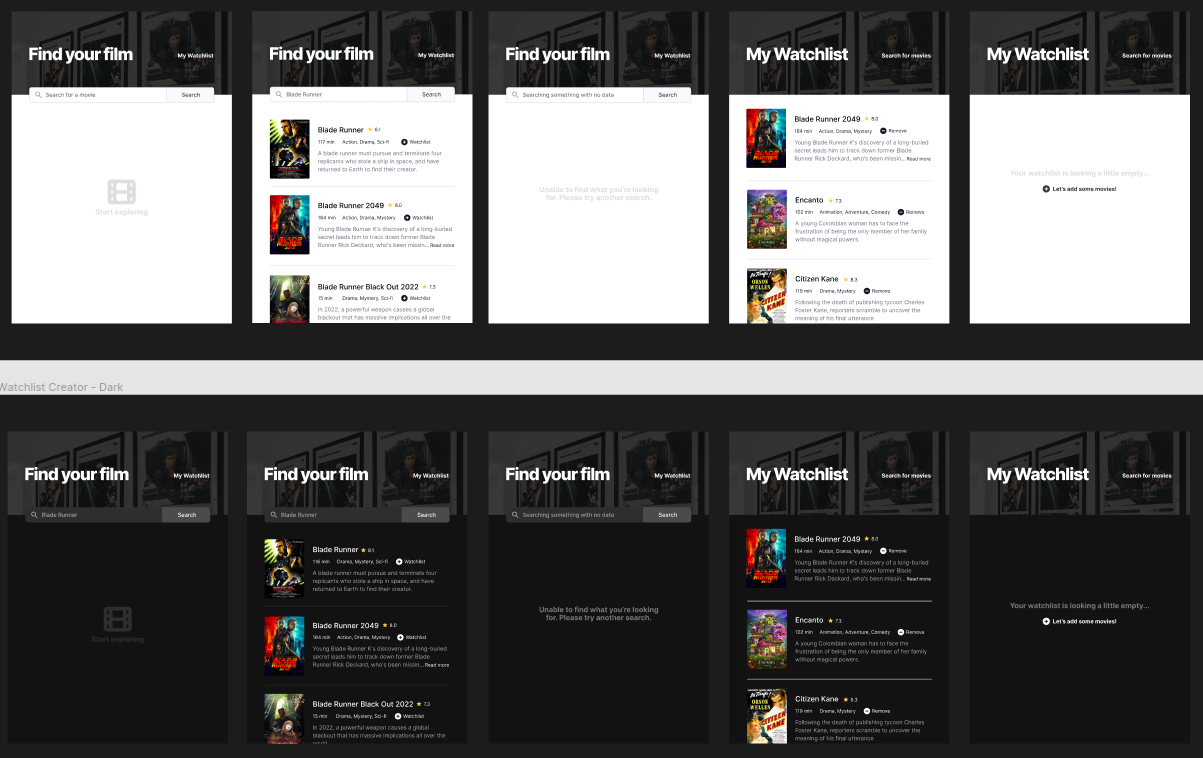 Find your film
My Watchlist
Search for a movie
Search
Start exploring
Find your film
My Watchlist
Blade Runner
Search
Blade Runner 8.1
117 min Action, Drama, Sci-fi Watchlist
A blade runner must pursue and terminate four
replicants who stole a ship in space, and have
returned to Earth to find their creator.
Blade Runner 2049 8.0
164 min Action, Drama, Mystery Watchlist
Young Blade Runner K's discovery of a long-buried
secret leads him to track down former Blade
Runner Rick Deckard, who's been missin... Read more
Blade Runner Black Out 2022 7.3
15 min Drama, Mystery, Sci-fi Watchlist
In 2022, a powerful weapon causes a global
blackout that has massive implications all over the
Find your film
My Watchlist
Searching something with no data
Search
Unable to find what you're looking
for. Please try another search.
My Watchlist
Search for movies
Blade Runner 2049 8.0
164 min Action, Drama, Mystery Remove
Young Blade Runner K's discovery of a long-buried
secret leads him to track down former Blade
Runner Rick Deckard, who's been missin... Read more
Encanto 7.3
102 min Animation, Adventure, Comedy Remove
A young Colombian woman has to face the
frustration of being the only member of her family
without magical powers.
ENCANTO
Citizen Kane 8.3
119 min Drama, Mystery Remove
Following the death of publishing tycoon Charles
Foster Kane, reporters scramble to uncover the
meaning of his final utterance
ORSON
WELLES
CITIZEN
KANE
My Watchlist
Search for movies
Your watchlist is looking a little empty...
Let's add some movies!
Watchlist Creator - Dark
Find your film
My Watchlist
Blade Runner
Search
Start exploring
Find your film
My Watchlist
Blade Runner
Search
Blade Runner 8.1
118 min Drama, Mystery, Sci-fi Watchlist
A blade runner must pursue and terminate four
replicants who stole a ship in space, and have
returned to Earth to find their creator.
Blade Runner 2049 8.0
164 min Action, Drama, Mystery Watchlist
Young Blade Runner K's discovery of a long-buried
secret leads him to track down former Blade
Runner Rick Deckard, who's been missin... Read more
Blade Runner Black Out 2022 7.3
15 min Drama, Mystery, Sci-fi Watchlist
In 2022, a powerful weapon causes a global
blackout that has massive implications all over the
Find your film
My Watchlist
Searching something with no data
Search
Unable to find what you're looking
for. Please try another search.
My Watchlist
Search for movies
Blade Runner 2049 8.0
164 min Action, Drama, Mystery Remove
Young Blade Runner K's discovery of a long-buried
secret leads him to track down former Blade
Runner Rick Deckard, who's been missin... Read more
Encanto 7.3
102 min Animation, Adventure, Comedy Remove
A young Colombian woman has to face the
frustration of being the only member of her family
without magical powers.
ENCANTO
Citizen Kane 8.3
119 min Drama, Mystery Remove
Following the death of publishing tycoon Charles
Foster Kane, reporters scramble to uncover the
meaning of his final utterance
ORSON
WELLES
CITIZEN
KANE
My Watchlist
Search for movies
Your watchlist is looking a little empty...
Let's add some movies!